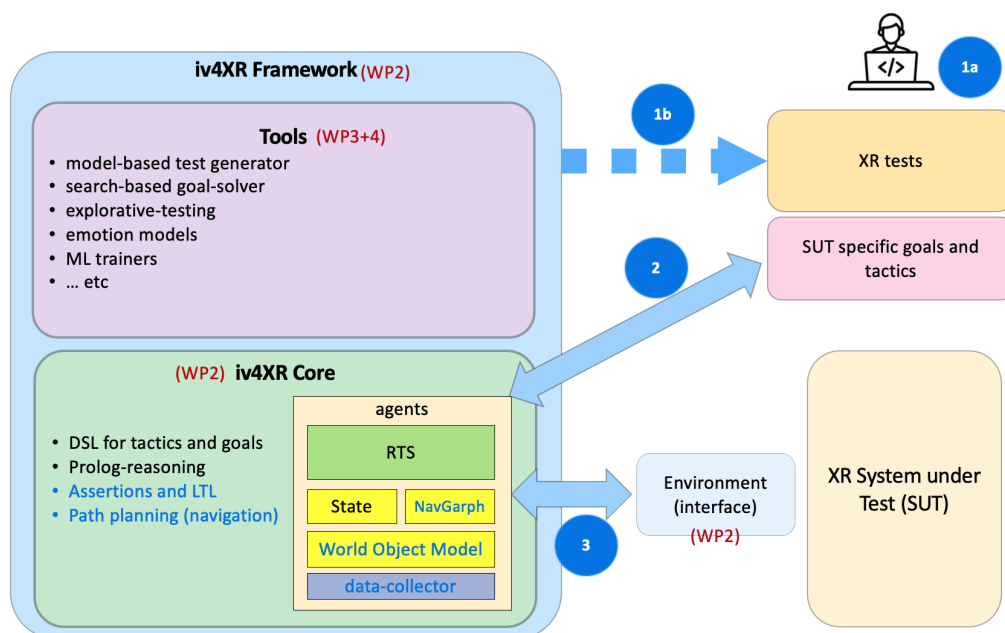 iv4XR Framework (WP2)
Tools (WP3+4)
• model-based test generator
• search-based goal-solver
• explorative-testing
• emotion models
• ML trainers
• … etc
(WP2) iv4XR Core
• DSL for tactics and goals
• Prolog-reasoning
• Assertions and LTL
• Path planning (navigation)
agents
RTS
State
NavGarph
World Object Model
data-collector
</>
1a
1b
XR tests
2
SUT specific goals and
tactics
3
Environment
(interface)
(WP2)
XR System under
Test (SUT)